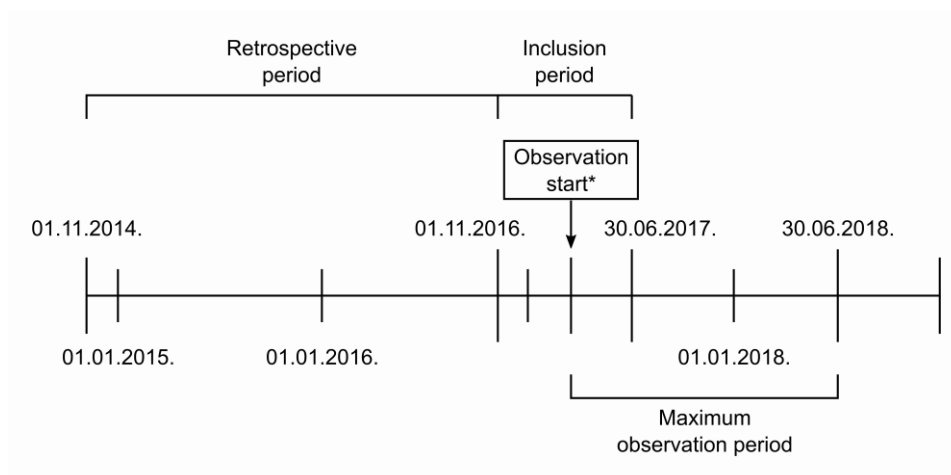 Retrospective
period
Inclusion
period
Observation
start*
01.11.2014.
01.11.2016.
30.06.2017.
30.06.2018.
01.01.2015.
01.01.2016.
01.01.2018.
Maximum
observation period